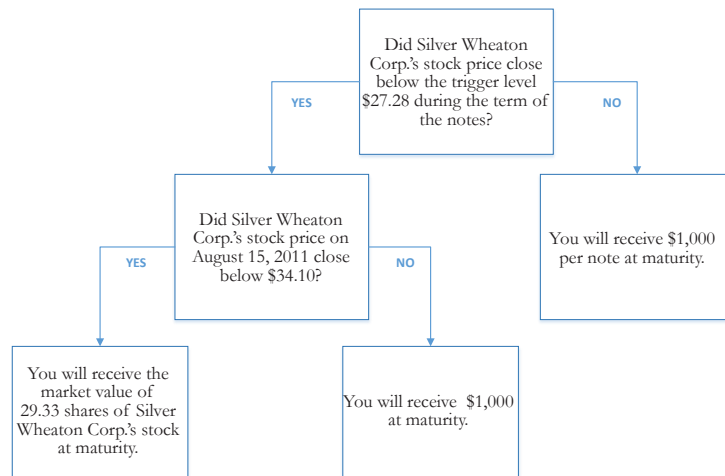 Did Silver Wheaton
Corp.'s stock price close
below the trigger level
$27.28 during the term of
the notes?
YES
NO
Did Silver Wheaton
Corp.'s stock price on
August 15, 2011 close
below $34.10?
You will receive $1,000
per note at maturity.
YES
NO
You will receive the
market value of
29.33 shares of Silver
Wheaton Corp.'s stock
at maturity.
You will receive $1,000
at maturity.